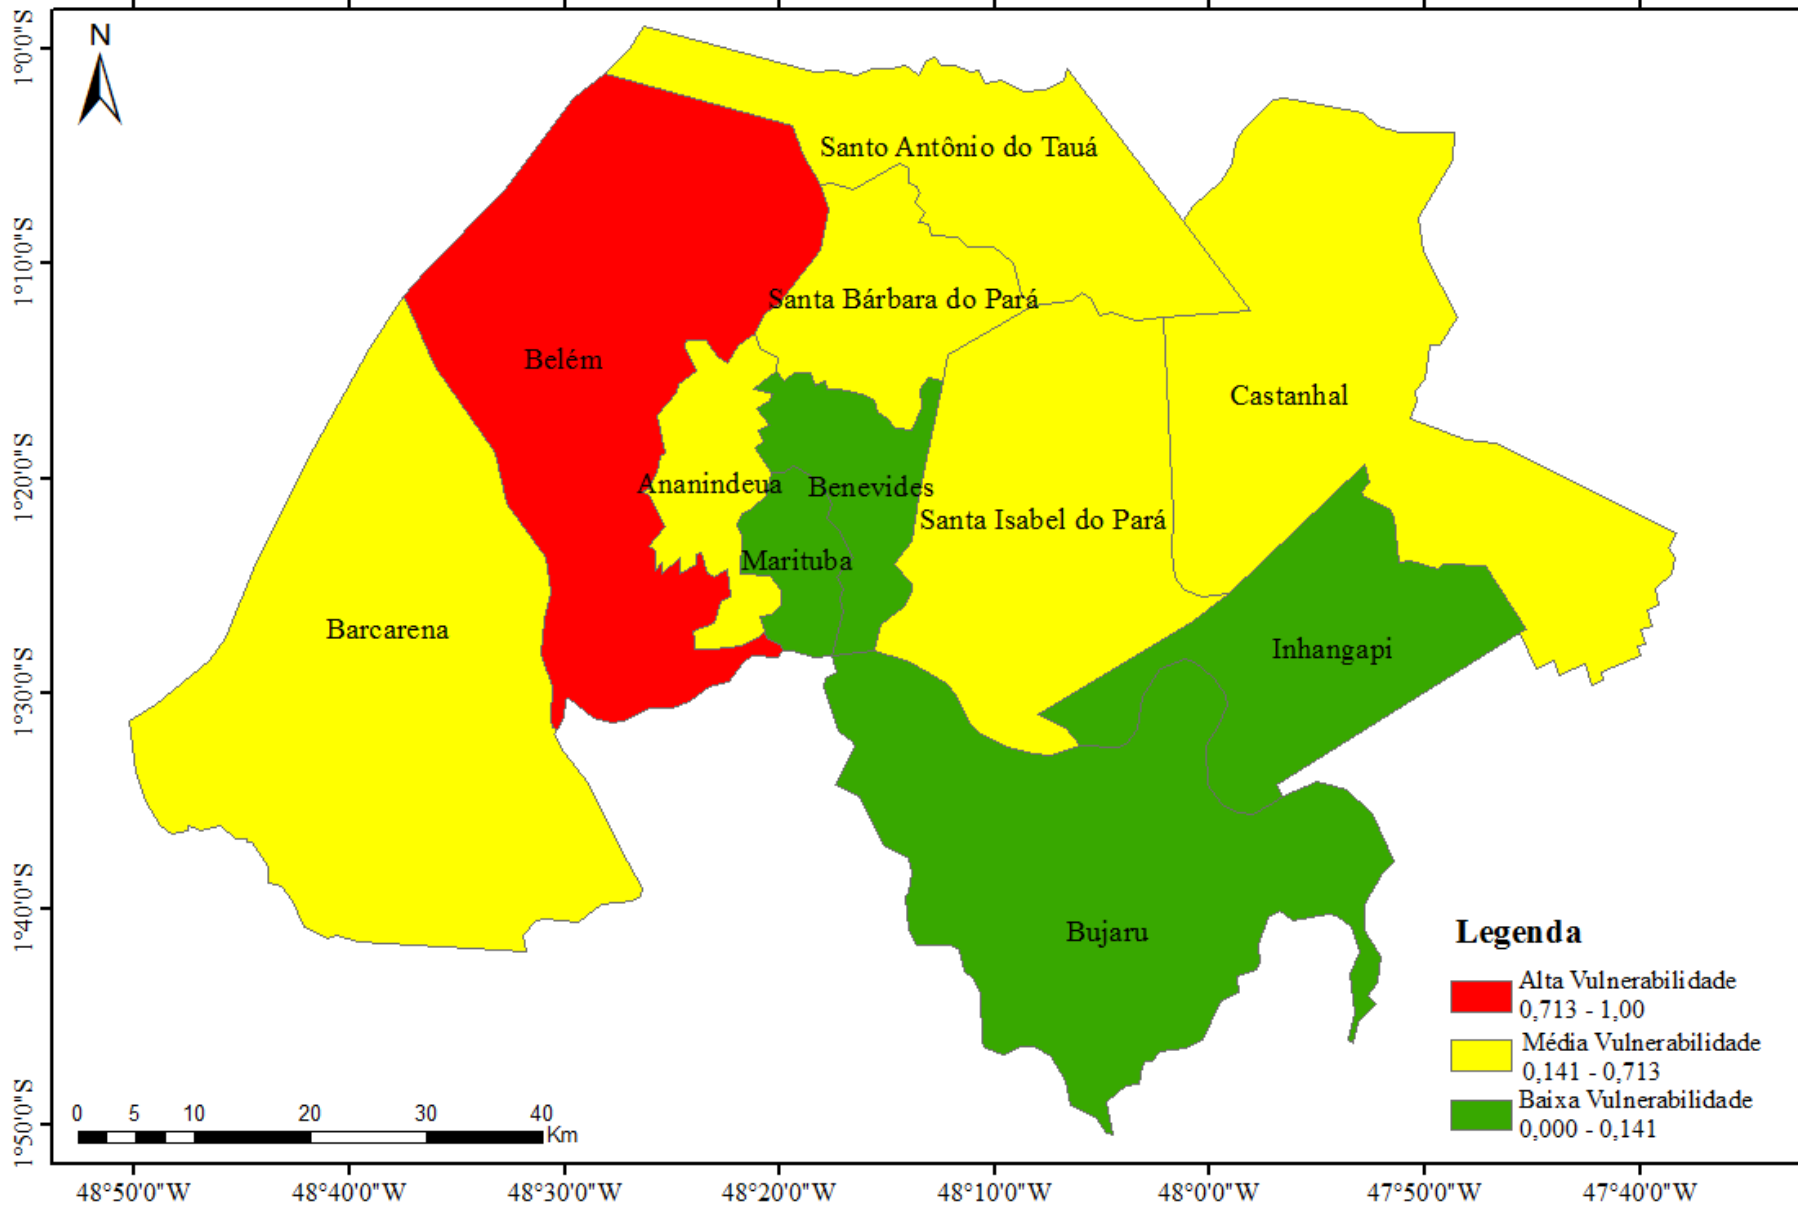 N
1°0'0"S
1°10'0"S
1°20'0"S
1°30'0"S
1°40'0"S
1°50'0"S
Santo Antônio do Tauá
Santa Bárbara do Pará
Belém
Castanhal
Ananindeua
Benevides
Santa Isabel do Pará
Marituba
Barcarena
Inhangapi
Bujaru
Legenda
Alta Vulnerabilidade
0,713 - 1,00
Média Vulnerabilidade
0,141 - 0,713
Baixa Vulnerabilidade
0,000 - 0,141
0 5 10 20 30 40
Km
48°50'0"W 48°40'0"W 48°30'0"W 48°20'0"W 48°10'0"W 48°0'0"W 47°50'0"W 47°40'0"W